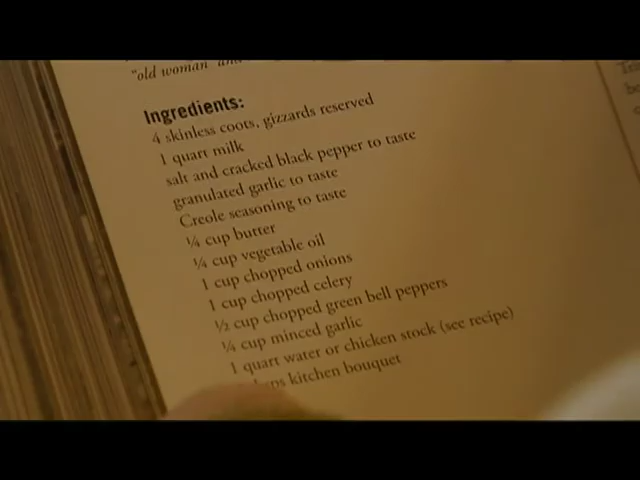 "old woman" and
Ingredients:
4 skinless coots, gizzards reserved
1 quart milk
salt and cracked black pepper to taste
granulated garlic to taste
Creole seasoning to taste
¼ cup butter
¼ cup vegetable oil
1 cup chopped onions
1 cup chopped celery
½ cup chopped green bell peppers
¼ cup minced garlic
1 quart water or chicken stock (see recipe)
kitchen bouquet